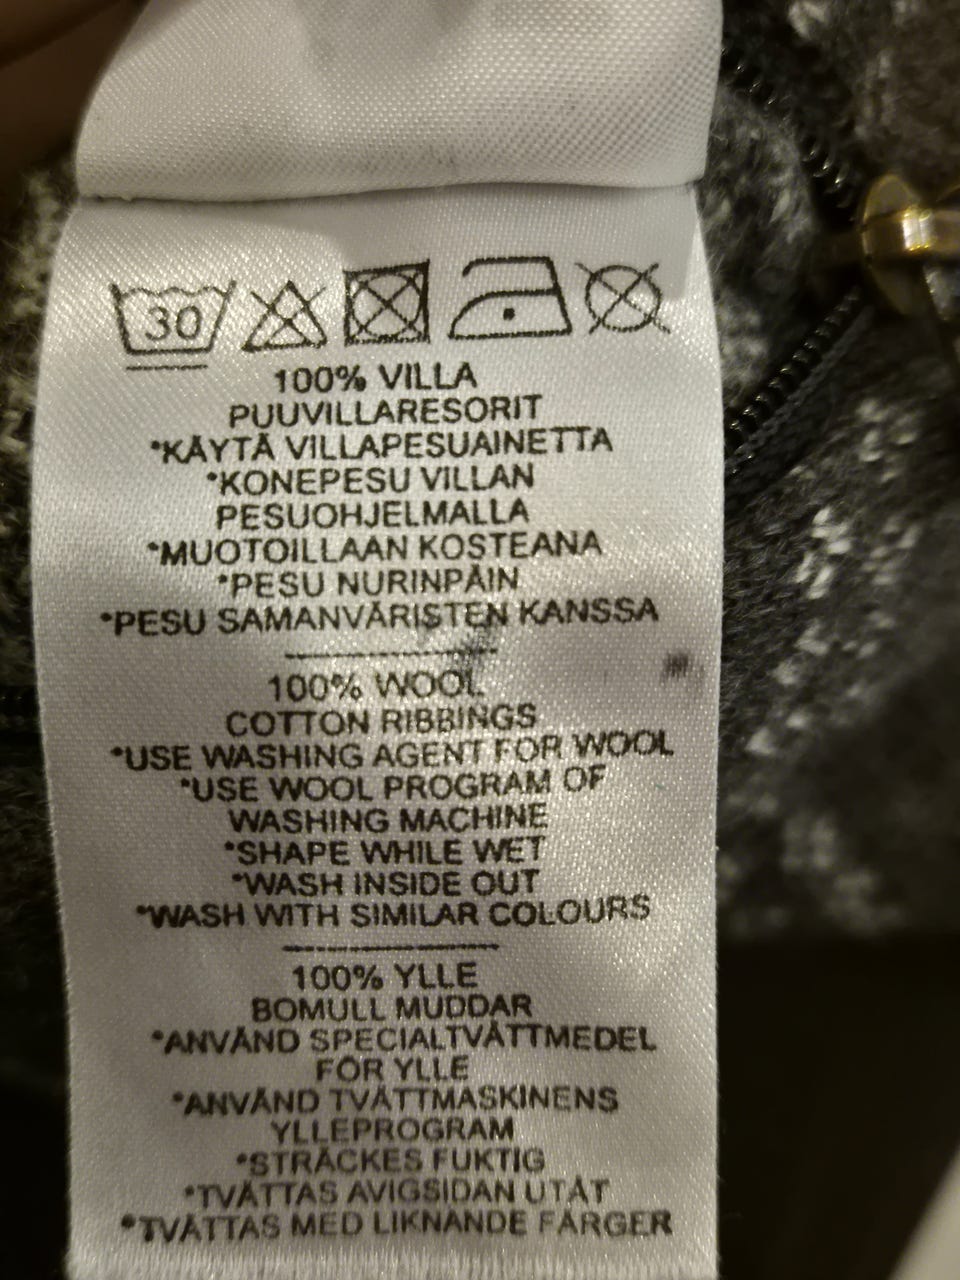 30
100% VILLA
PUUVILLARESORIT
*KÄYTÄ VILLAPESUAINETTA
*KONEPESU VILLAN
PESUOHJELMALLA
*MUOTOILLAAN KOSTEANA
*PESU NURINPÄIN
*PESU SAMANVÄRISTEN KANSSA
100% WOOL
COTTON RIBBINGS
*USE WASHING AGENT FOR WOOL
*USE WOOL PROGRAM OF
WASHING MACHINE
*SHAPE WHILE WET
*WASH INSIDE OUT
*WASH WITH SIMILAR COLOURS
100% YLLE
BOMULL MUDDAR
*ANVÄND SPECIALTVÄTTMEDEL
FÖR YLLE
*ANVÄND TVÄTTMASKINENS
YLLEPROGRAM
*STRÄCKES FUKTIG
*TVÄTTAS AVIGSIDAN UTÅT
*TVÄTTAS MED LIKNANDE FÄRGER